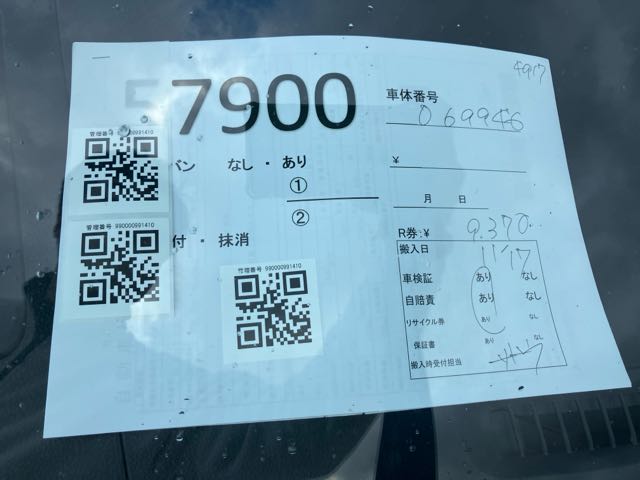 4917
57900
車体番号
069946
管理番号 990000991410
バン なし ・ あり
¥
①
②
月 日
管理番号 990000991410
付 ・ 抹消
R券:¥ 9.370
搬入日 11/17
管理番号 990000991410
車検証 あり なし
自賠責 あり なし
リサイクル券 あり なし
保証書 あり なし
搬入時受付担当